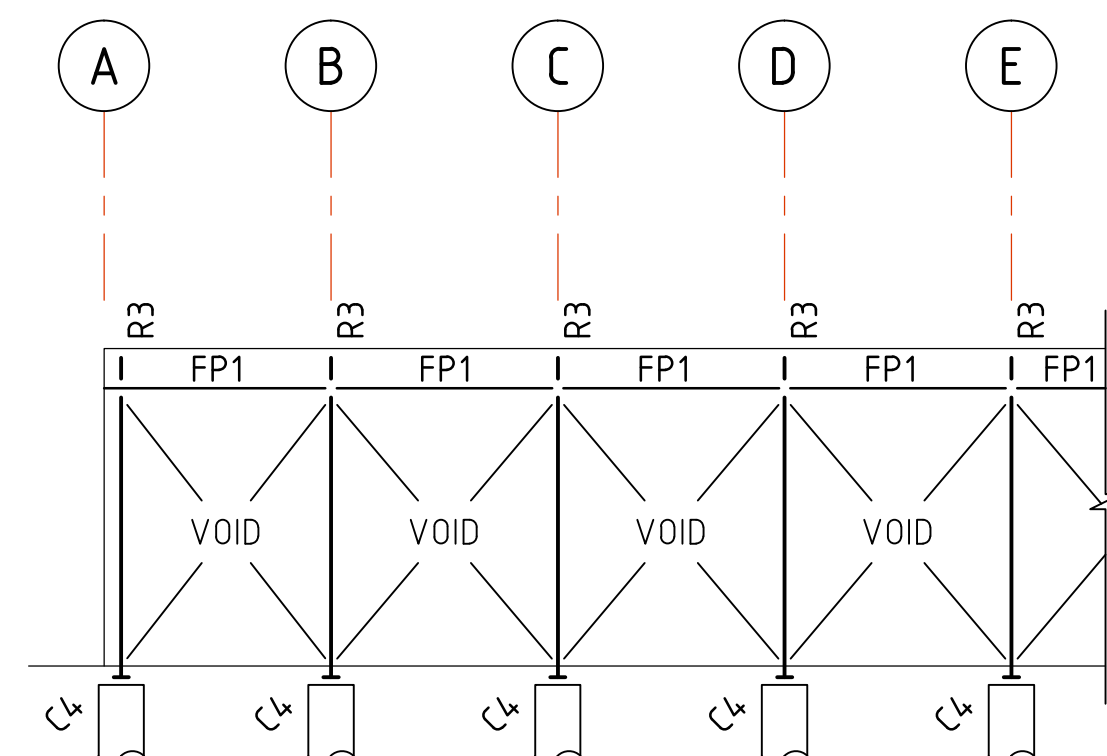 A B C D E
R3 R3 R3 R3 R3
FP1 FP1 FP1 FP1 FP1
VOID VOID VOID VOID
C4 C4 C4 C4 C4